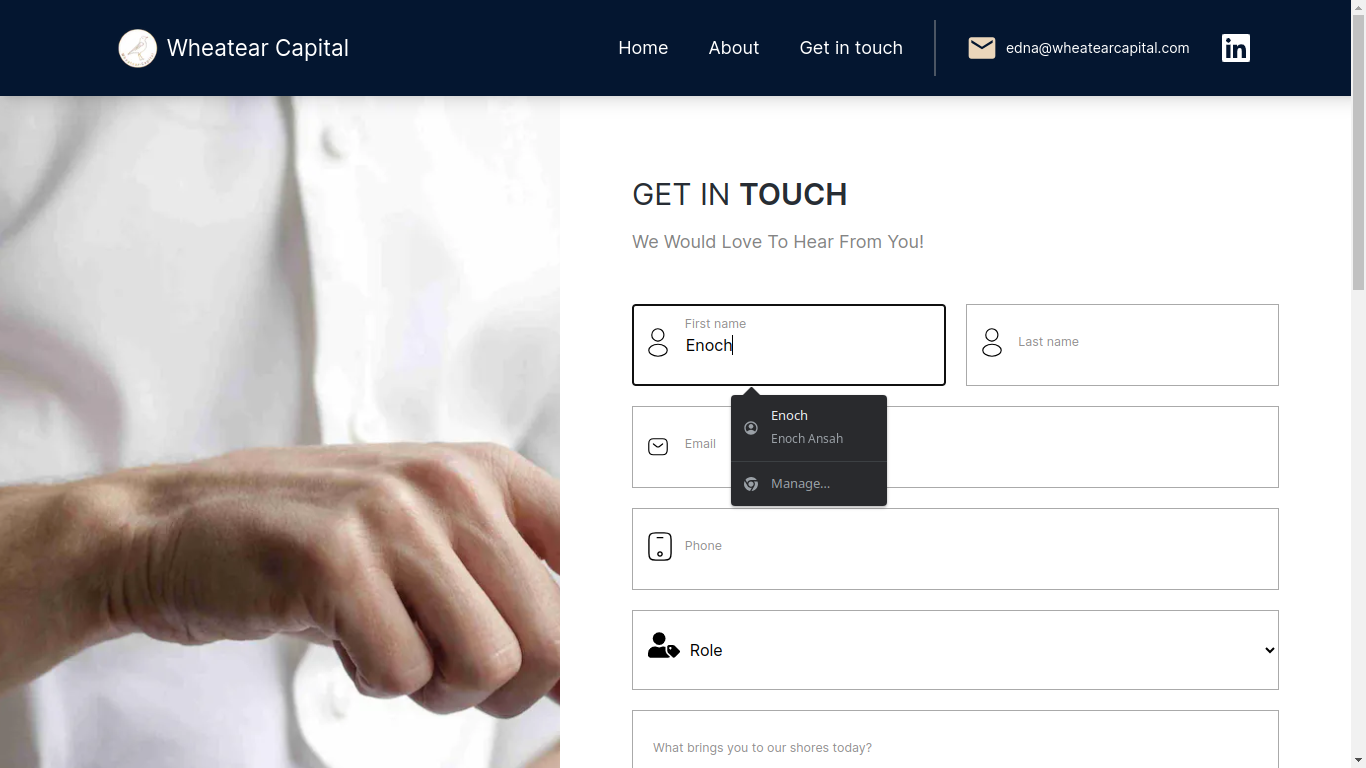 Wheatear Capital
Home
About
Get in touch
edna@wheatearcapital.com
in
GET IN TOUCH
We Would Love To Hear From You!
First name
Enoch
Last name
Enoch
Enoch Ansah
Manage...
Email
Phone
Role
What brings you to our shores today?